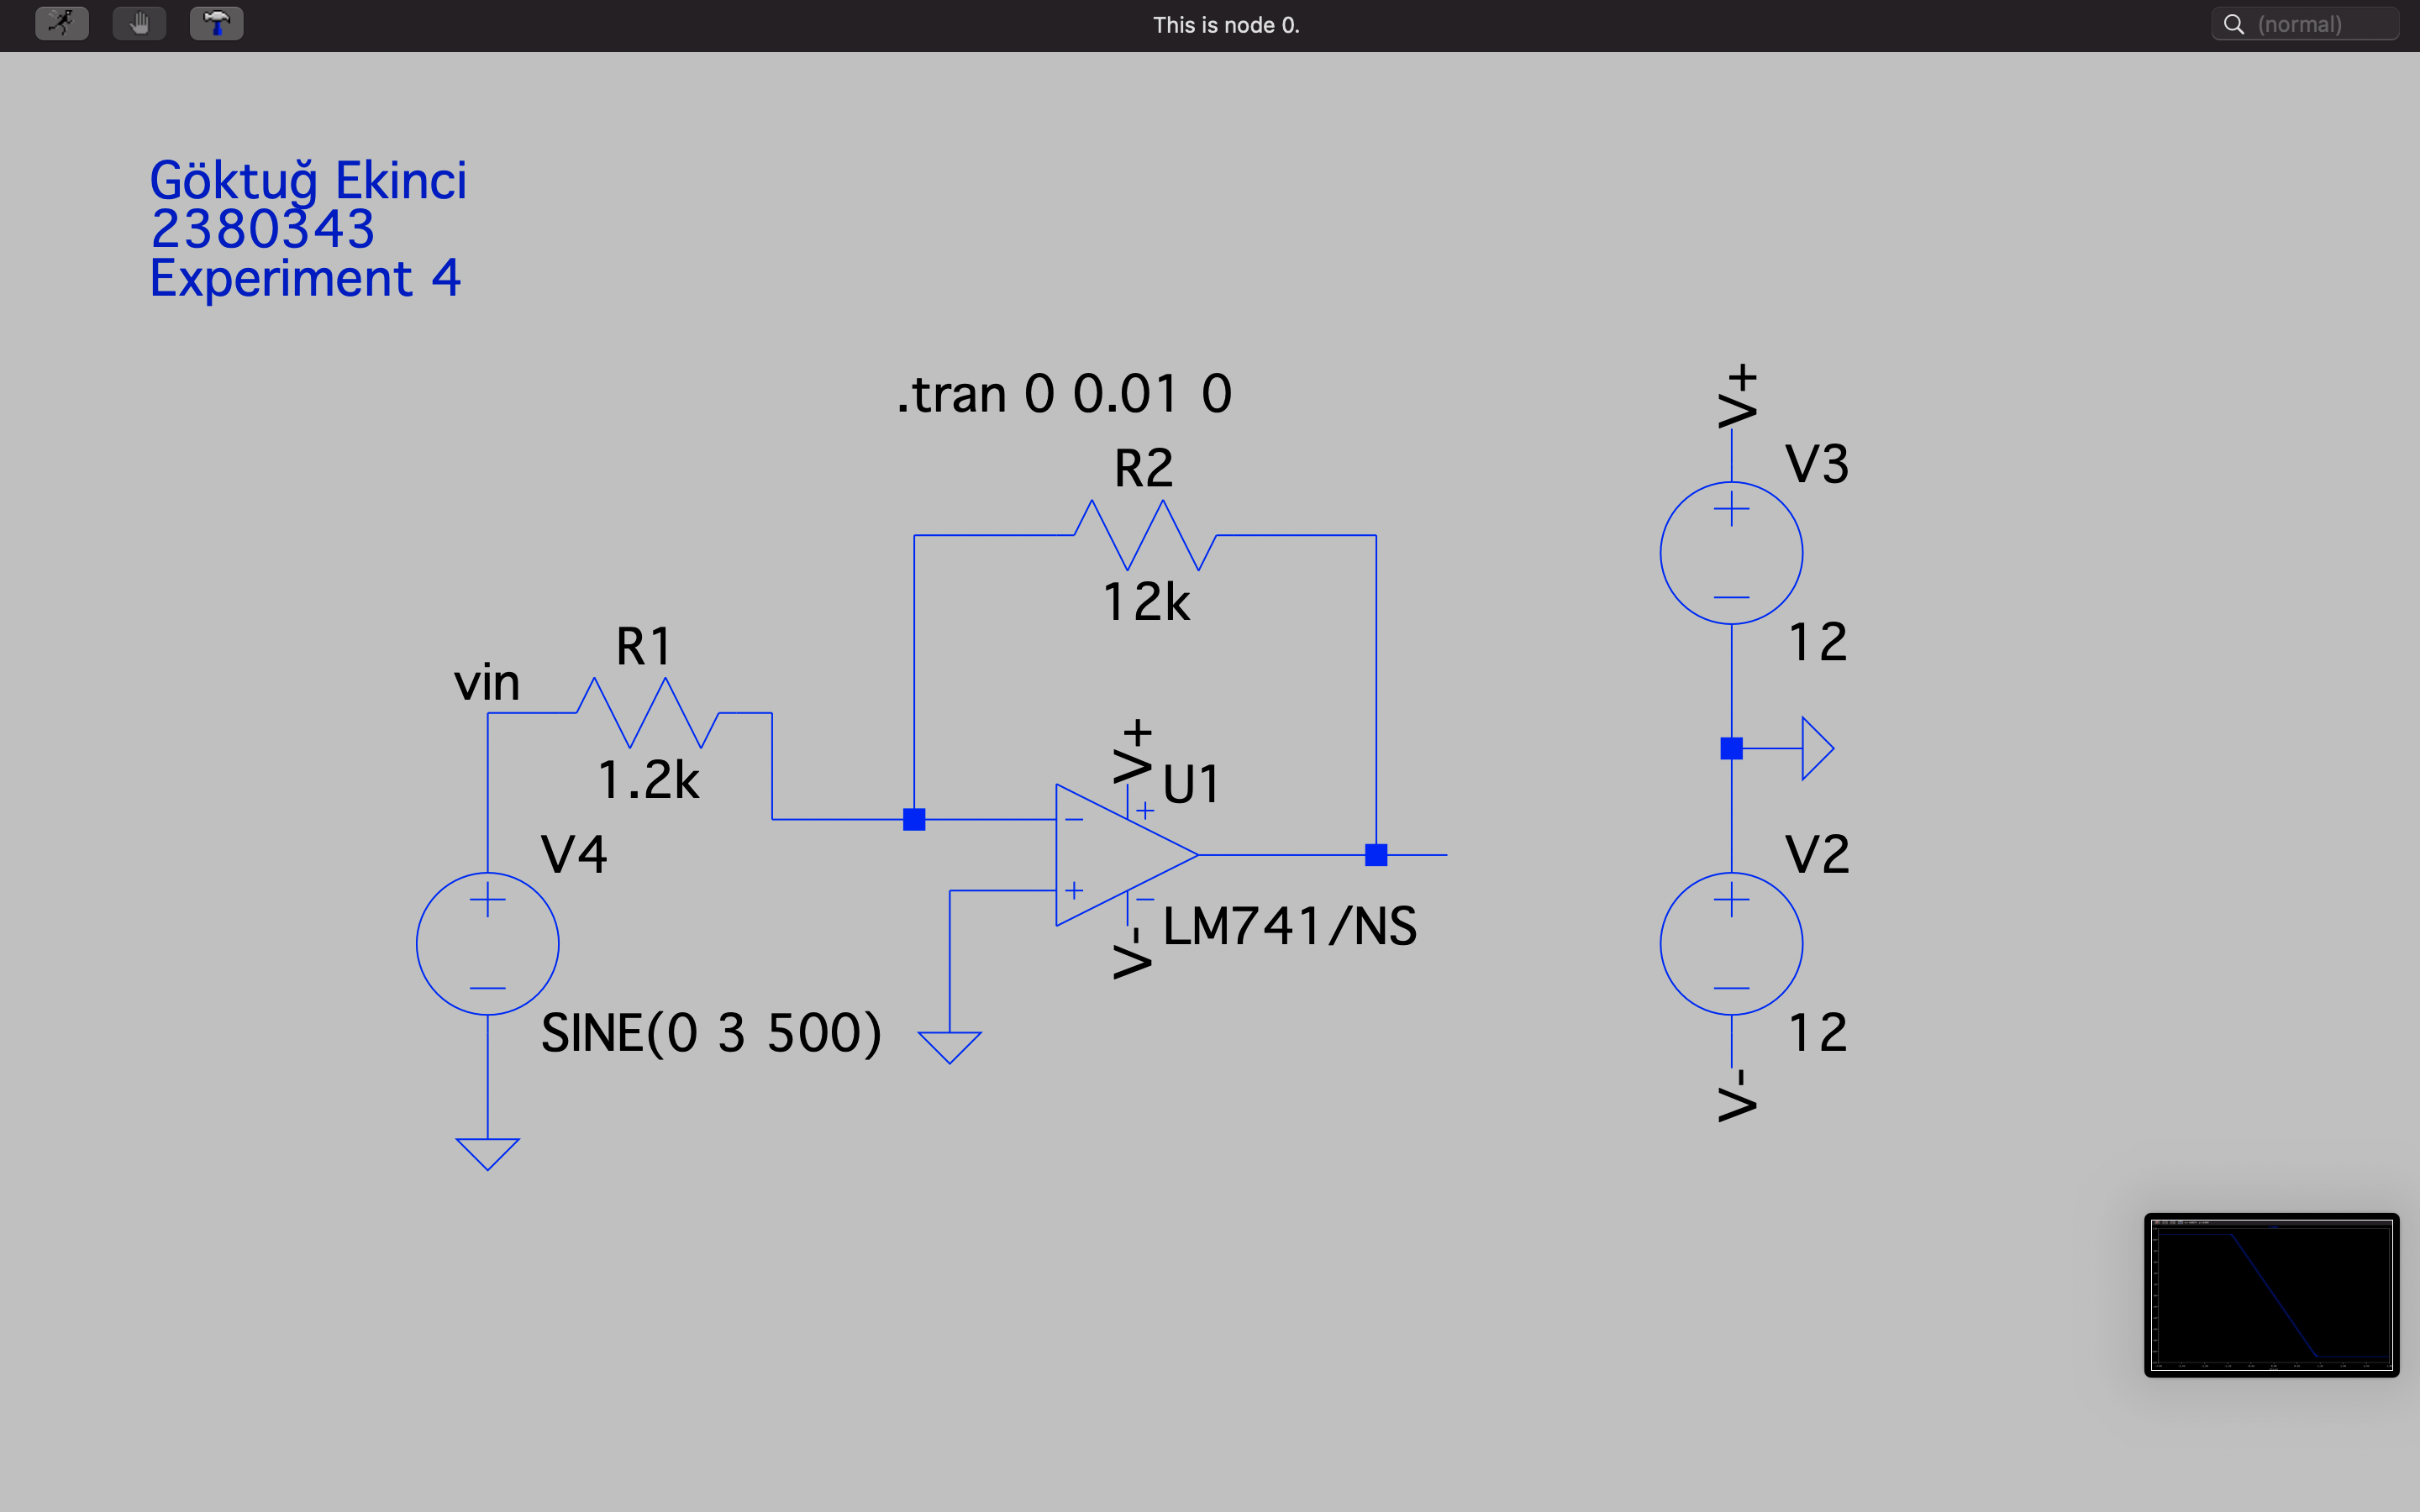 This is node 0.
(normal)
Göktuğ Ekinci
2380343
Experiment 4
.tran 0 0.01 0
R2
12k
R1
vin
1.2k
V4
SINE(0 3 500)
V+
U1
LM741/NS
V-
V+
V3
12
V2
12
V-